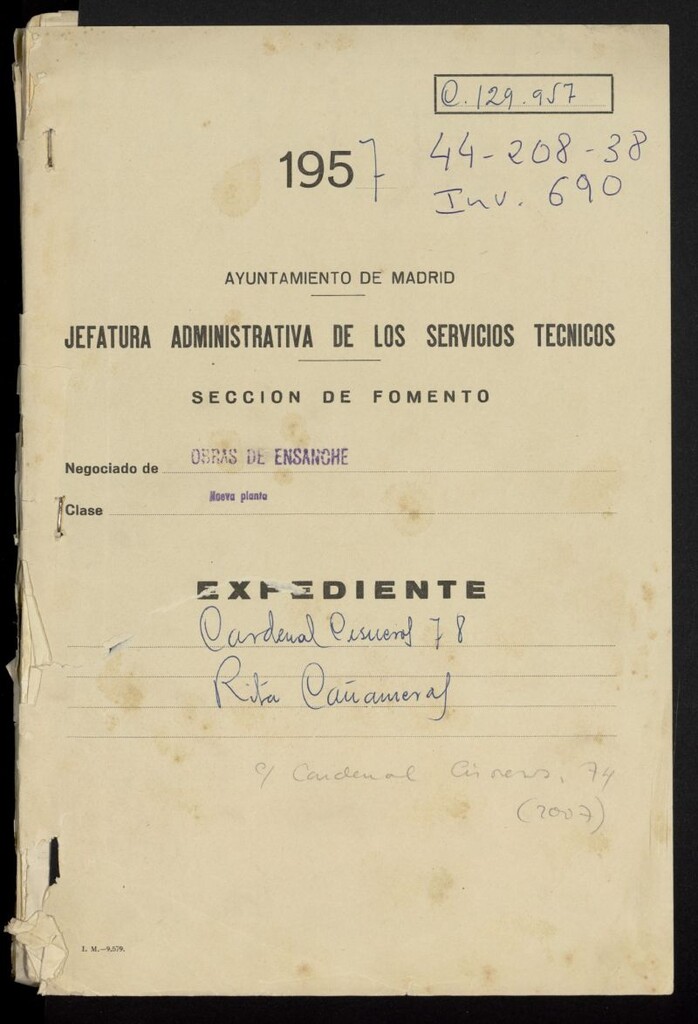 C.129.957
1957
44-208-38
Inv. 690
AYUNTAMIENTO DE MADRID
JEFATURA ADMINISTRATIVA DE LOS SERVICIOS TECNICOS
SECCION DE FOMENTO
Negociado de OBRAS DE ENSANCHE
Clase Nueva planta
EXPEDIENTE
Cardenal Cisneros 78
Rita Cañameras
c/ Cardenal Cisneros, 74
(2007)
I. M.—9.579.